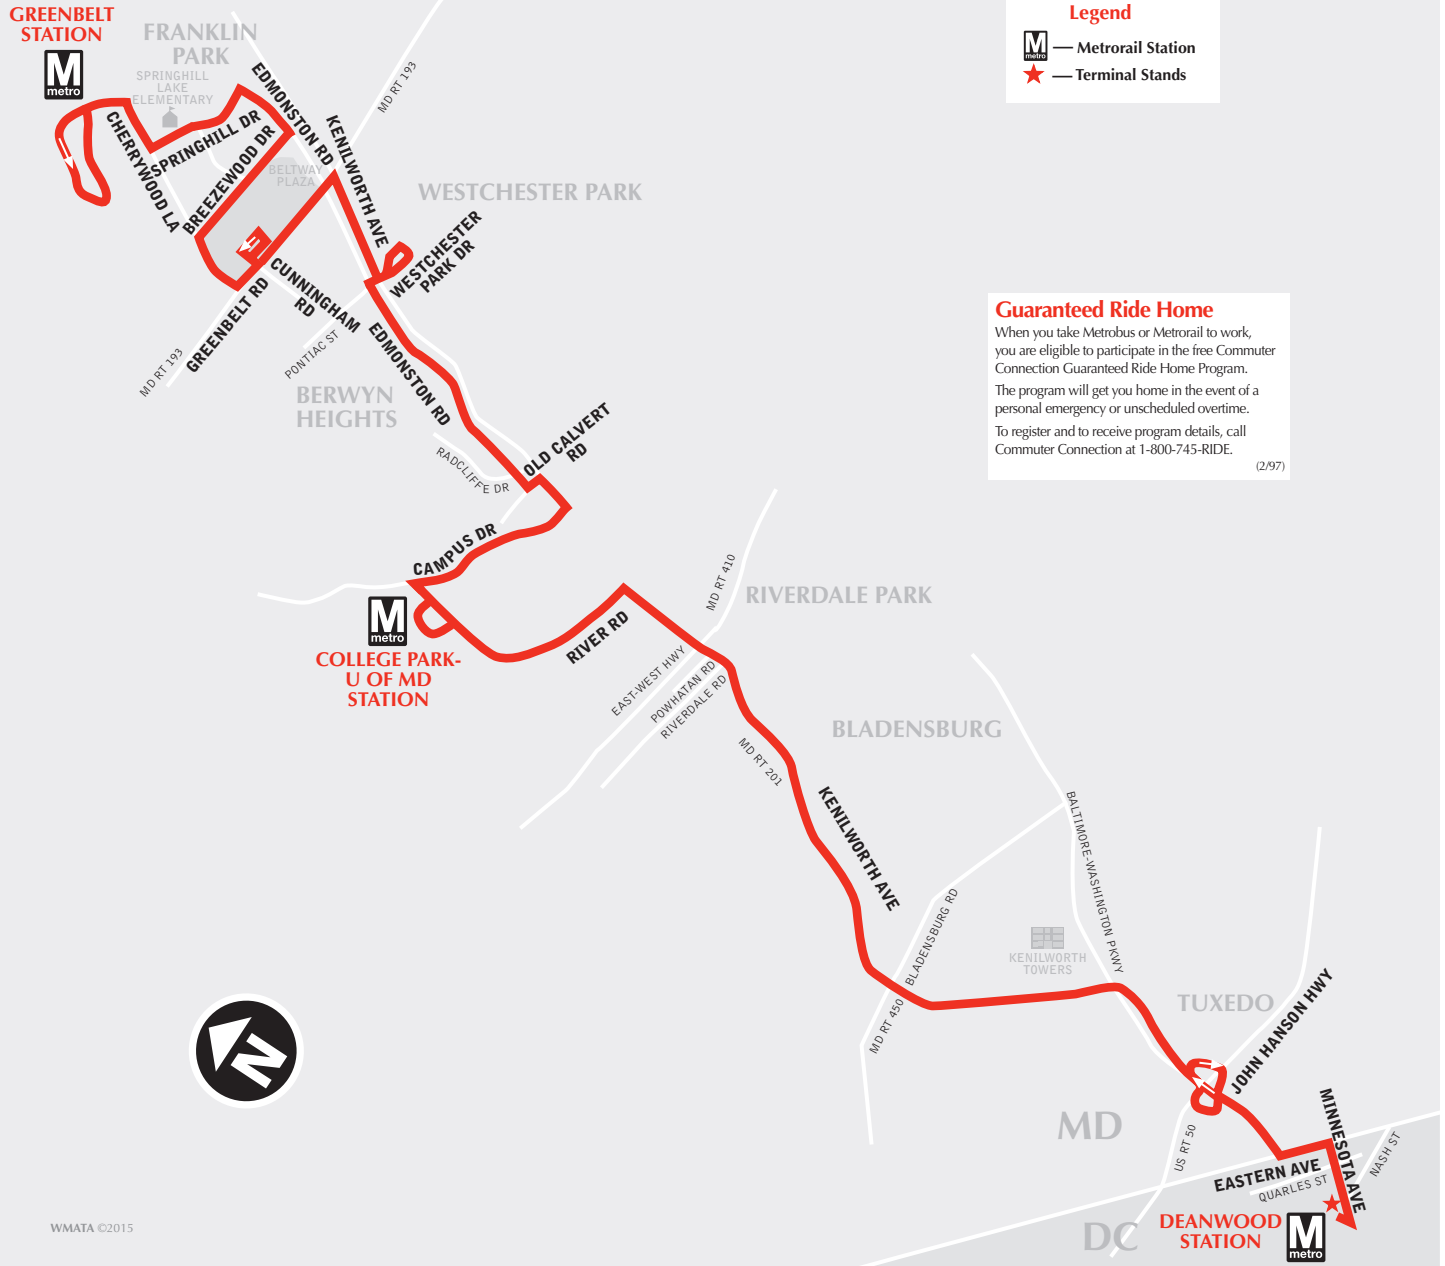 GREENBELT
STATION
M
metro
FRANKLIN
PARK
SPRINGHILL
LAKE
ELEMENTARY
EDMONSTON RD
MD RT 193
KENILWORTH AVE
CHERRYWOOD LA
SPRINGHILL DR
BREEZEWOOD DR
BELTWAY
PLAZA
WESTCHESTER PARK
WESTCHESTER
PARK DR
CUNNINGHAM
RD
GREENBELT RD
MD RT 193
PONTIAC ST
EDMONSTON RD
BERWYN
HEIGHTS
RADCLIFFE DR
OLD CALVERT
RD
CAMPUS DR
M
metro
COLLEGE PARK-
U OF MD
STATION
RIVER RD
MD RT 410
RIVERDALE PARK
EAST-WEST HWY
POWHATAN RD
RIVERDALE RD
MD RT 201
BLADENSBURG
KENILWORTH AVE
BALTIMORE-WASHINGTON PKWY
BLADENSBURG RD
MD RT 450
KENILWORTH
TOWERS
TUXEDO
JOHN HANSON HWY
MD
US RT 50
EASTERN AVE
QUARLES ST
MINNESOTA AVE
NASH ST
DC
DEANWOOD
STATION
M
metro
N
WMATA ©2015
Legend
M
metro
— Metrorail Station
— Terminal Stands
Guaranteed Ride Home
When you take Metrobus or Metrorail to work,
you are eligible to participate in the free Commuter
Connection Guaranteed Ride Home Program.
The program will get you home in the event of a
personal emergency or unscheduled overtime.
To register and to receive program details, call
Commuter Connection at 1-800-745-RIDE.
(2/97)